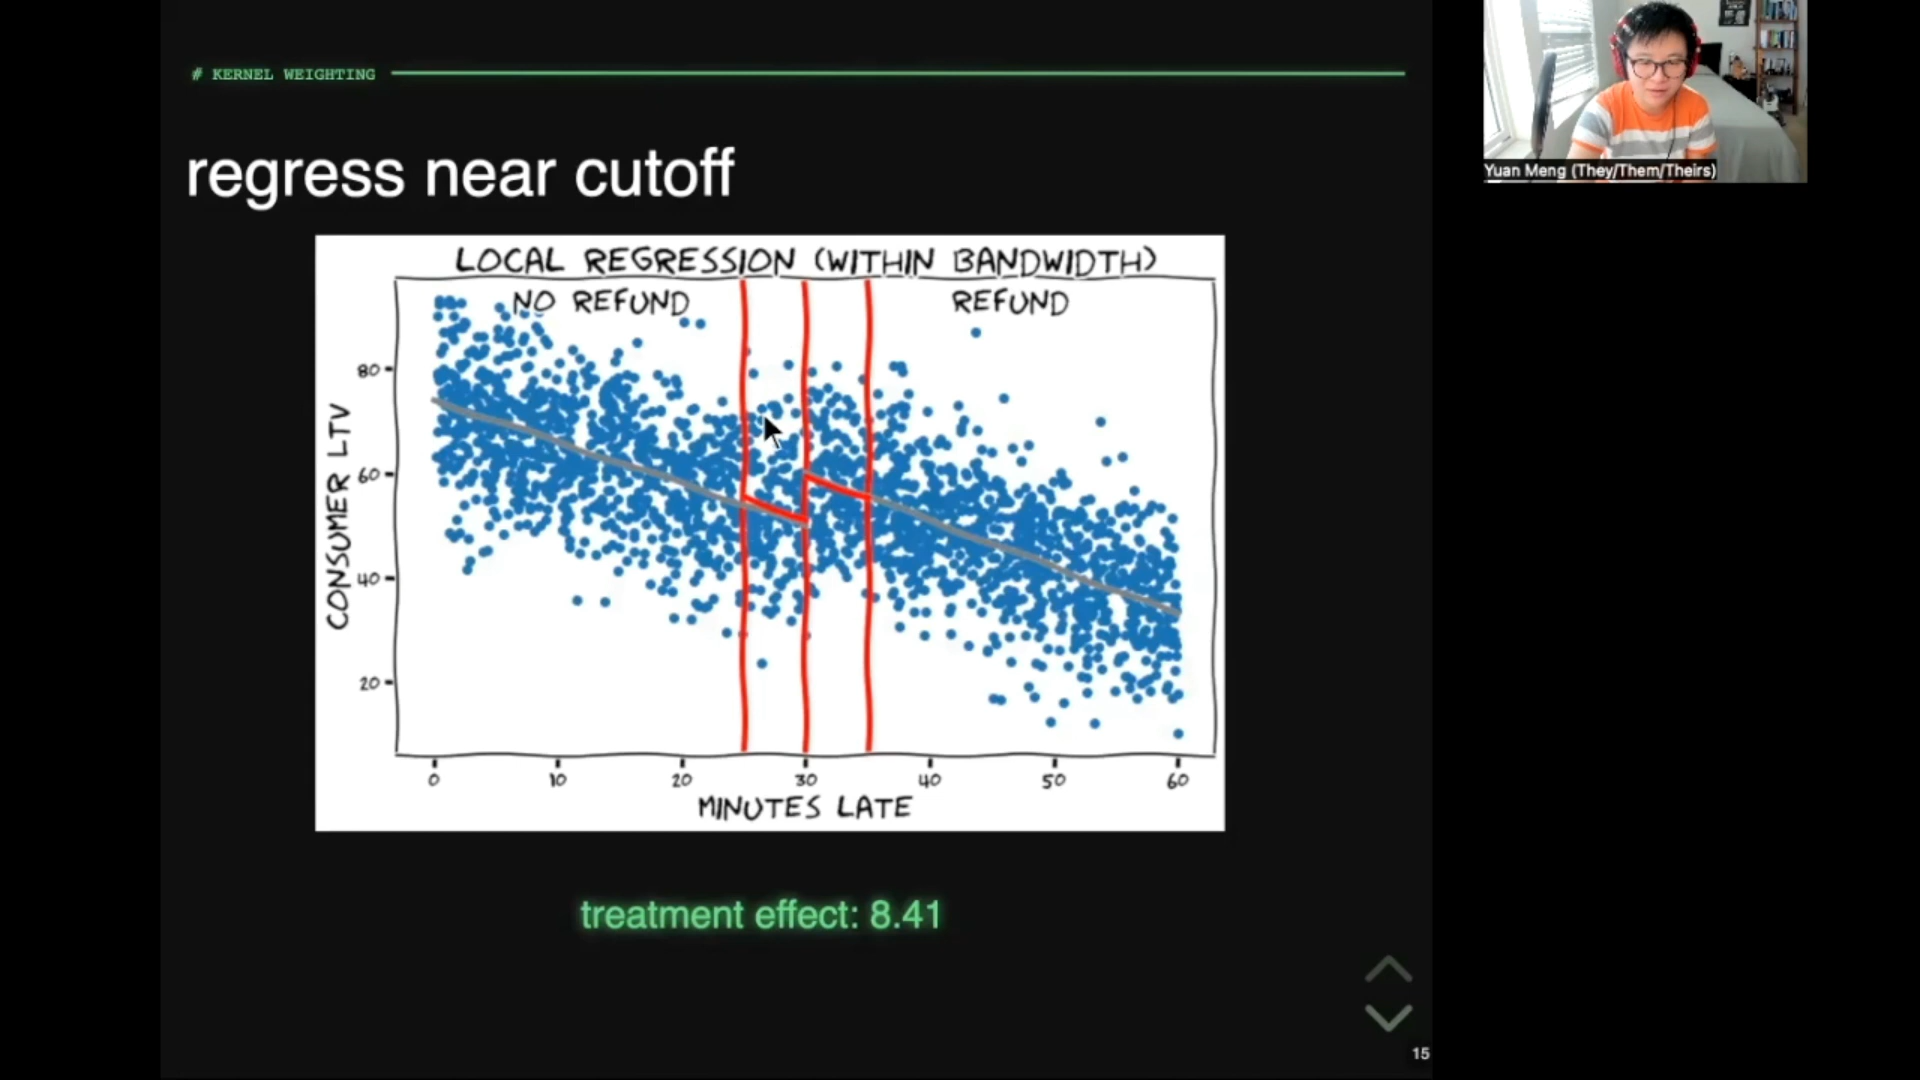 # KERNEL WEIGHTING
regress near cutoff
LOCAL REGRESSION (WITHIN BANDWIDTH)
NO REFUND
REFUND
80
60
40
20
CONSUMER LTV
0 10 20 30 40 50 60
MINUTES LATE
treatment effect: 8.41
15
Yuan Meng (They/Them/Theirs)